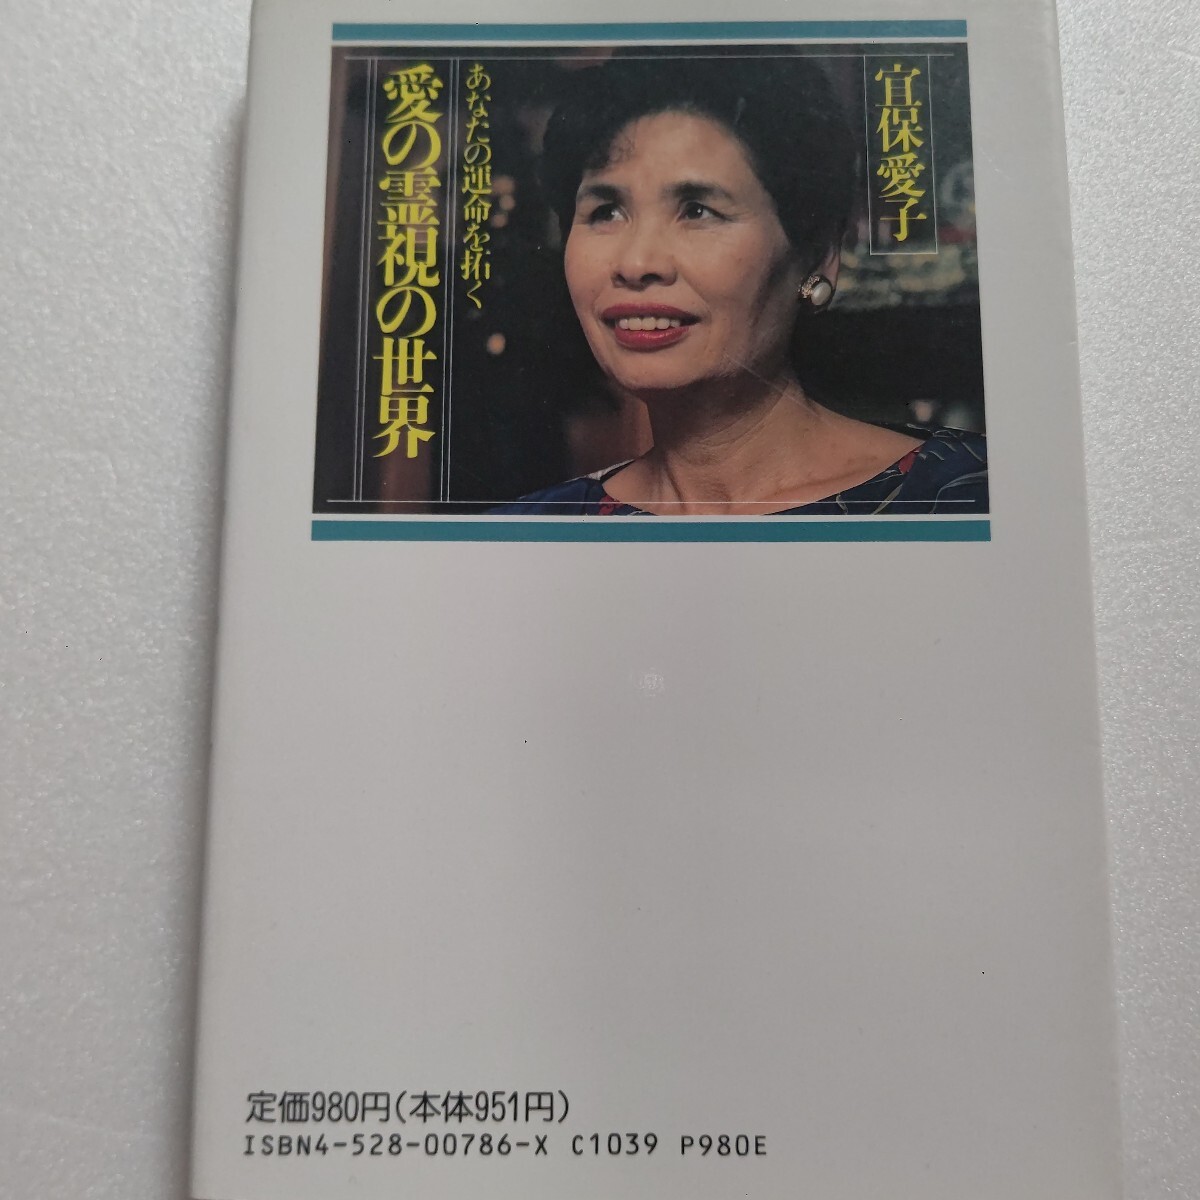 宜保愛子
あなたの運命を拓く
愛の霊視の世界
定価980円(本体951円)
ISBN4-528-00786-X C1039 P980E